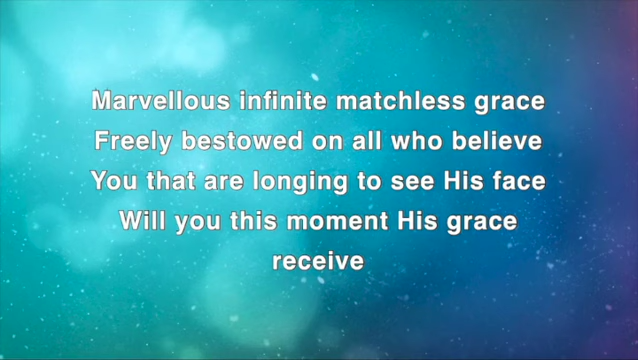 Marvellous infinite matchless grace
Freely bestowed on all who believe
You that are longing to see His face
Will you this moment His grace
receive